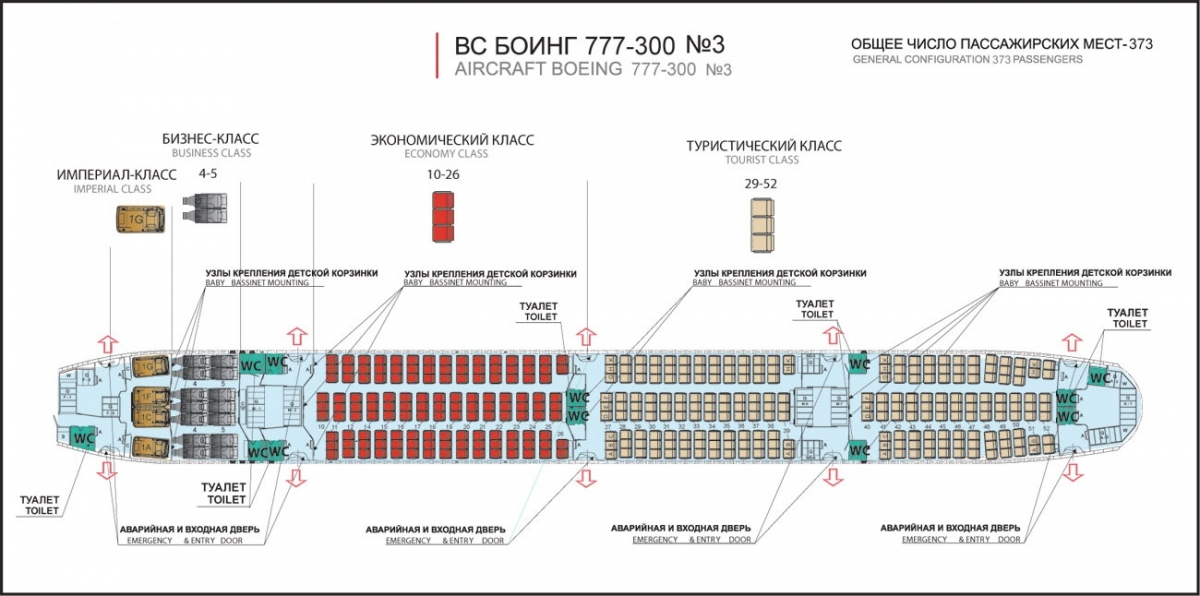 ВС БОИНГ 777-300 №3
AIRCRAFT BOEING 777-300 №3
ОБЩЕЕ ЧИСЛО ПАССАЖИРСКИХ МЕСТ-373
GENERAL CONFIGURATION 373 PASSENGERS
ИМПЕРИАЛ-КЛАСС
IMPERIAL CLASS
1G
БИЗНЕС-КЛАСС
BUSINESS CLASS
4-5
ЭКОНОМИЧЕСКИЙ КЛАСС
ECONOMY CLASS
10-26
ТУРИСТИЧЕСКИЙ КЛАСС
TOURIST CLASS
29-52
УЗЛЫ КРЕПЛЕНИЯ ДЕТСКОЙ КОРЗИНКИ
BABY BASSINET MOUNTING
УЗЛЫ КРЕПЛЕНИЯ ДЕТСКОЙ КОРЗИНКИ
BABY BASSINET MOUNTING
УЗЛЫ КРЕПЛЕНИЯ ДЕТСКОЙ КОРЗИНКИ
BABY BASSINET MOUNTING
УЗЛЫ КРЕПЛЕНИЯ ДЕТСКОЙ КОРЗИНКИ
BABY BASSINET MOUNTING
ТУАЛЕТ
TOILET
ТУАЛЕТ
TOILET
ТУАЛЕТ
TOILET
1G
4 5
WC WC
WC
WC
1F
1C
4 5
WC
WC
WC
WC
10 11 12 13 14 15 16 17 18 19 20 21 22 23 24 25 26
27 28 29 30 31 32 33 34 35 36 37 38 39
40 41 42 43 44 45 46 47 48 49 50 51 52
WC
1A
4 5
WC WC
WC
ТУАЛЕТ
TOILET
ТУАЛЕТ
TOILET
АВАРИЙНАЯ И ВХОДНАЯ ДВЕРЬ
EMERGENCY & ENTRY DOOR
АВАРИЙНАЯ И ВХОДНАЯ ДВЕРЬ
EMERGENCY & ENTRY DOOR
АВАРИЙНАЯ И ВХОДНАЯ ДВЕРЬ
EMERGENCY & ENTRY DOOR
АВАРИЙНАЯ И ВХОДНАЯ ДВЕРЬ
EMERGENCY & ENTRY DOOR